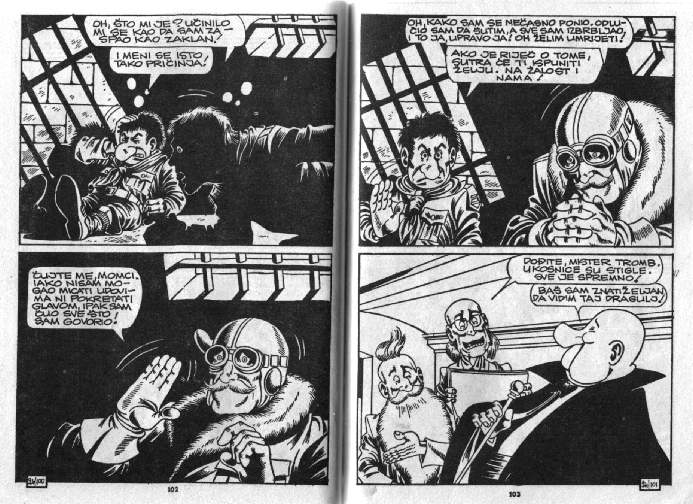 OH, ŠTO MI JE? UČINILO
MI SE KAO DA SAM ZA-
SPAO KAO ZAKLAN!
I MENI SE ISTO
TAKO PRIČINJA!
ČUJTE ME, MOMCI.
IAKO NISAM MO-
GAO MICATI UDOVI-
MA NI POKRETATI
GLAVOM, IPAK SAM
ČUO SVE ŠTO
SAM GOVORIO!
102
OH, KAKO SAM SE NEČASNO PONIO. ODLU-
ČIO SAM DA ŠUTIM, A SVE SAM IZBRBLJAO,
I TO JA, UPRAVO JA! OH ŽELIM UMRIJETI!
AKO JE RIJEČ O TOME,
SUTRA ĆE TI ISPUNITI
ŽELJU. NA ŽALOST I
NAMA!
DOĐITE, MISTER TROMB.
UKOSNICE SU STIGLE.
SVE JE SPREMNO!
BAŠ SAM ZNATIŽELJAN
DA VIDIM TAJ DRAGULJ!
103